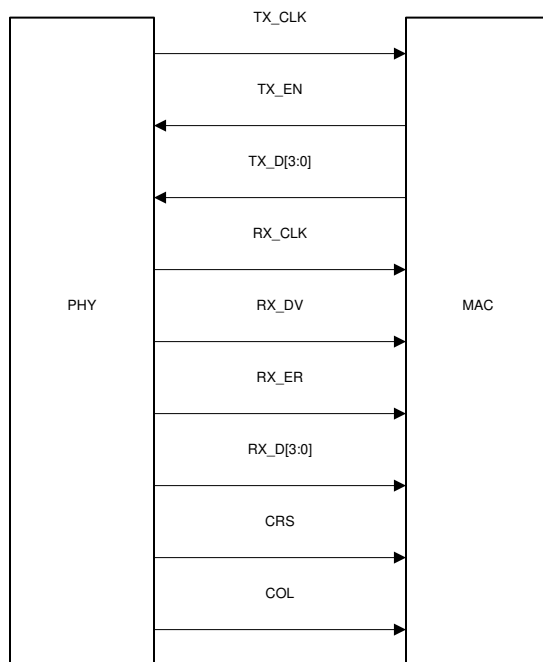 TX_CLK
TX_EN
TX_D[3:0]
RX_CLK
PHY
RX_DV
MAC
RX_ER
RX_D[3:0]
CRS
COL